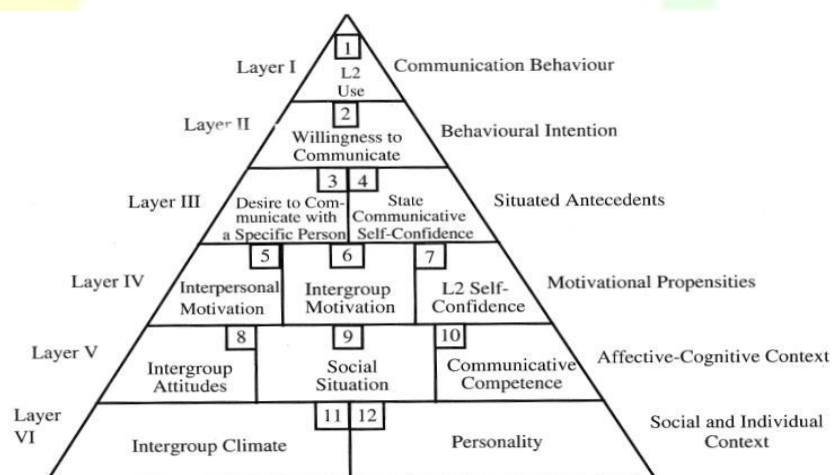 1
Layer I
L2
Use
Communication Behaviour
2
Layer II
Willingness to
Communicate
Behavioural Intention
3 4
Layer III
Desire to Com-
municate with
a Specific Person
State
Communicative
Self-Confidence
Situated Antecedents
5 6 7
Layer IV
Interpersonal
Motivation
Intergroup
Motivation
L2 Self-
Confidence
Motivational Propensities
8 9 10
Layer V
Intergroup
Attitudes
Social
Situation
Communicative
Competence
Affective-Cognitive Context
11 12
Layer
VI
Intergroup Climate
Personality
Social and Individual
Context